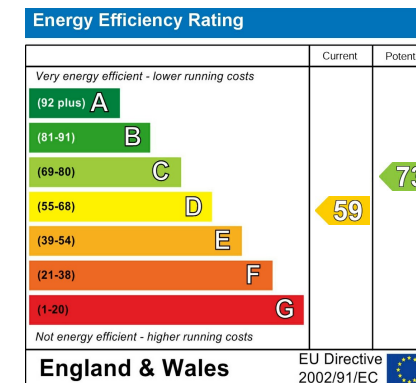 Energy Efficiency Rating
Current
Potent
Very energy efficient - lower running costs
(92 plus) A
(81-91) B
(69-80) C
73
(55-68) D
59
(39-54) E
(21-38) F
(1-20) G
Not energy efficient - higher running costs
England & Wales
EU Directive
2002/91/EC